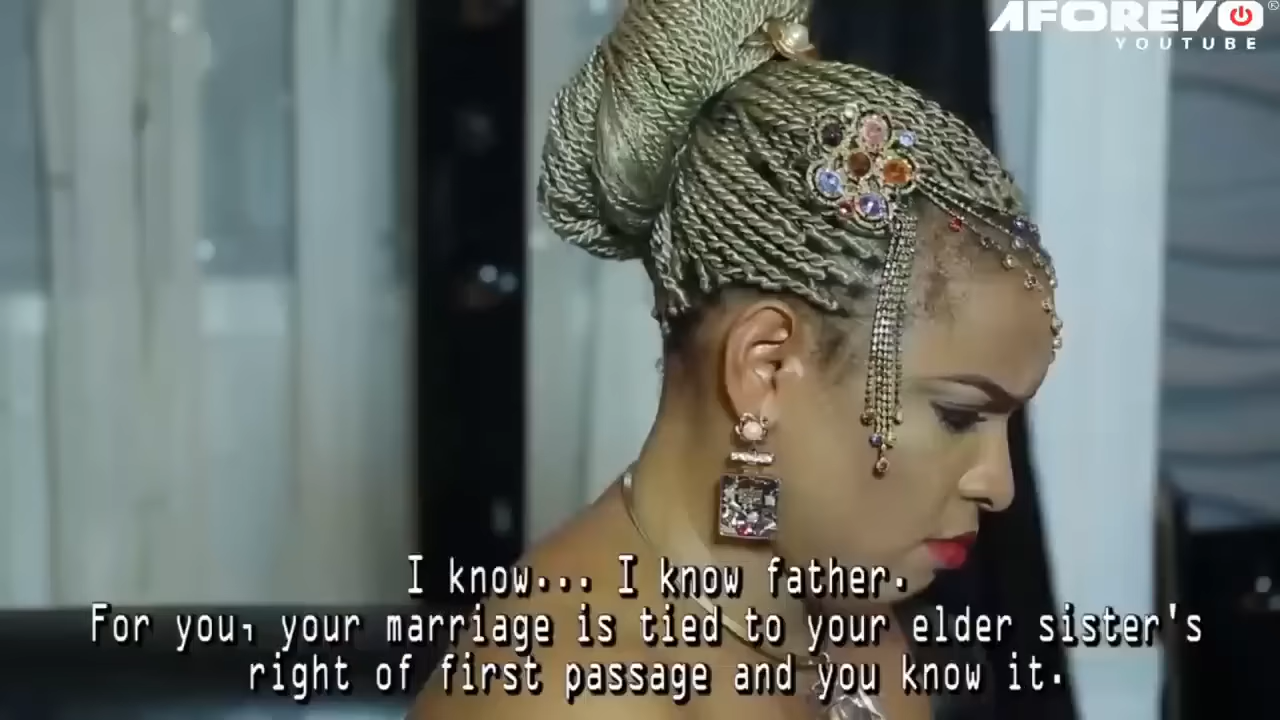 AFOREVO®
YOUTUBE
I know... I know father.
For you, your marriage is tied to your elder sister's
right of first passage and you know it.